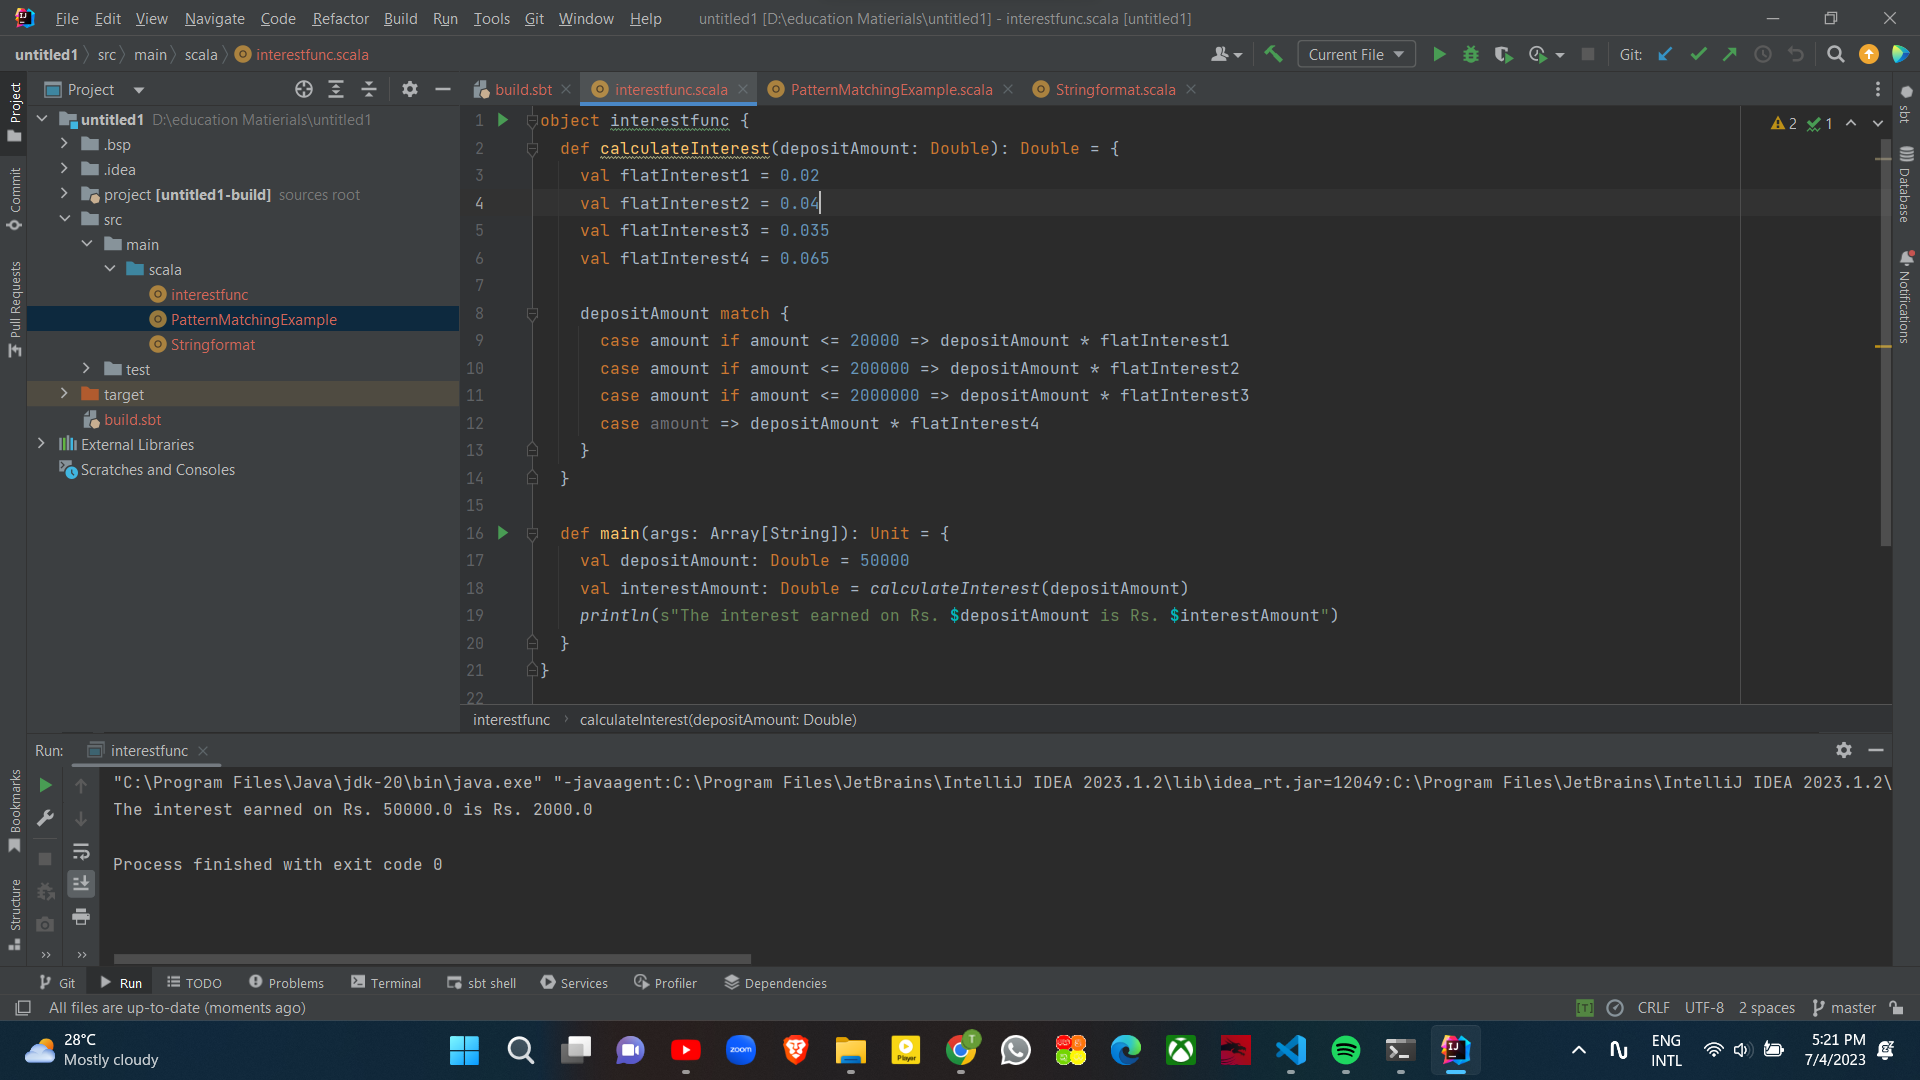 File Edit View Navigate Code Refactor Build Run Tools Git Window Help untitled1 [D:\education Matierials\untitled1] - interestfunc.scala [untitled1]
untitled1 src main scala interestfunc.scala Current File Git:
Project
build.sbt interestfunc.scala PatternMatchingExample.scala Stringformat.scala
untitled1 D:\education Matierials\untitled1
.bsp
.idea
project [untitled1-build] sources root
src
main
scala
interestfunc
PatternMatchingExample
Stringformat
test
target
build.sbt
External Libraries
Scratches and Consoles
Project
Commit
Pull Requests
Bookmarks
Structure
2 1
1 object interestfunc {
2 def calculateInterest(depositAmount: Double): Double = {
3 val flatInterest1 = 0.02
4 val flatInterest2 = 0.04
5 val flatInterest3 = 0.035
6 val flatInterest4 = 0.065
7
8 depositAmount match {
9 case amount if amount <= 20000 => depositAmount * flatInterest1
10 case amount if amount <= 200000 => depositAmount * flatInterest2
11 case amount if amount <= 2000000 => depositAmount * flatInterest3
12 case amount => depositAmount * flatInterest4
13 }
14 }
15
16 def main(args: Array[String]): Unit = {
17 val depositAmount: Double = 50000
18 val interestAmount: Double = calculateInterest(depositAmount)
19 println(s"The interest earned on Rs. $depositAmount is Rs. $interestAmount")
20 }
21 }
22
interestfunc calculateInterest(depositAmount: Double)
sbt
Database
Notifications
Run: interestfunc
"C:\Program Files\Java\jdk-20\bin\java.exe" "-javaagent:C:\Program Files\JetBrains\IntelliJ IDEA 2023.1.2\lib\idea_rt.jar=12049:C:\Program Files\JetBrains\IntelliJ IDEA 2023.1.2\
The interest earned on Rs. 50000.0 is Rs. 2000.0
Process finished with exit code 0
Git Run TODO Problems Terminal sbt shell Services Profiler Dependencies
All files are up-to-date (moments ago) CRLF UTF-8 2 spaces master
28°C
Mostly cloudy
zoom
Player
T
ENG
INTL
5:21 PM
7/4/2023